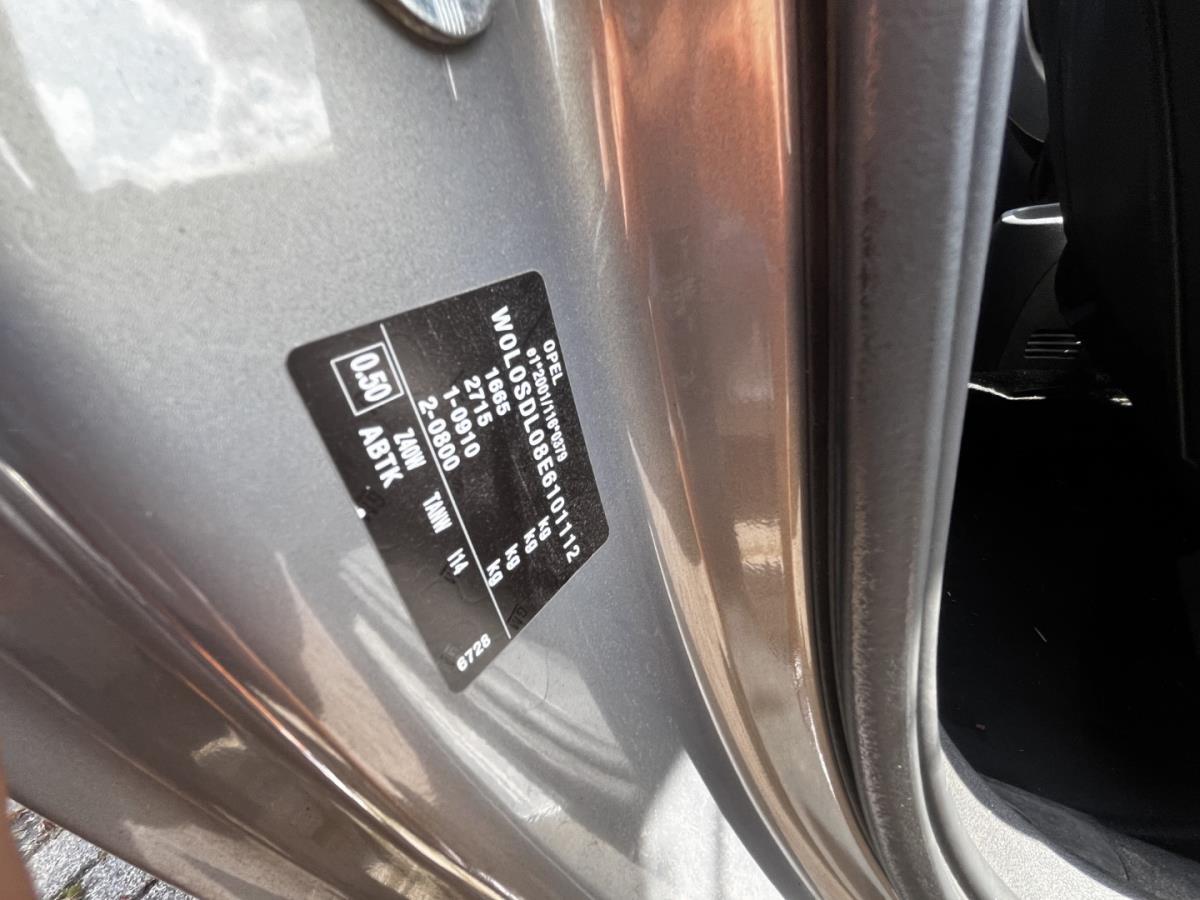 OPEL
e1*2001/116*0379
W0L0SDL08E6101112
1665 kg
2715 kg
1-0910 kg
2-0800 kg
0.50 Z40W TANW I14
ABTK 6728